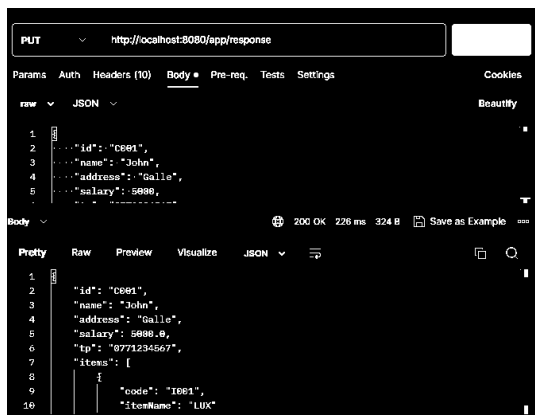 PUT http://localhost:8080/app/response
Params Auth Headers (10) Body Pre-req. Tests Settings Cookies
raw JSON Beautify
1 {
2 ····"id":·"C001",
3 ····"name":·"John",
4 ····"address":·"Galle",
5 ····"salary":·5000,
Body 200 OK 226 ms 324 B Save as Example
Pretty Raw Preview Visualize JSON
1 {
2 "id": "C001",
3 "name": "John",
4 "address": "Galle",
5 "salary": 5000.0,
6 "tp": "0771234567",
7 "items": [
8 {
9 "code": "I001",
10 "itemName": "LUX"